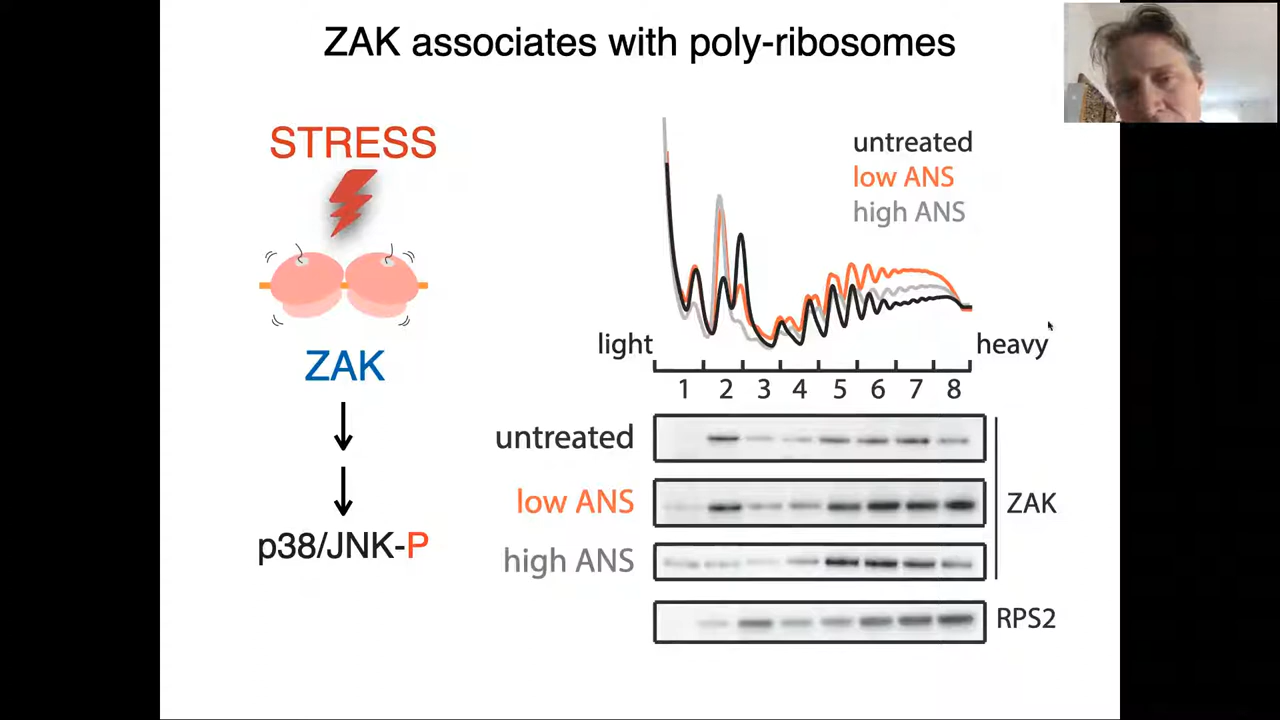 ZAK associates with poly-ribosomes
STRESS
ZAK
p38/JNK-P
untreated
low ANS
high ANS
light
heavy
1 2 3 4 5 6 7 8
untreated
low ANS
high ANS
ZAK
RPS2